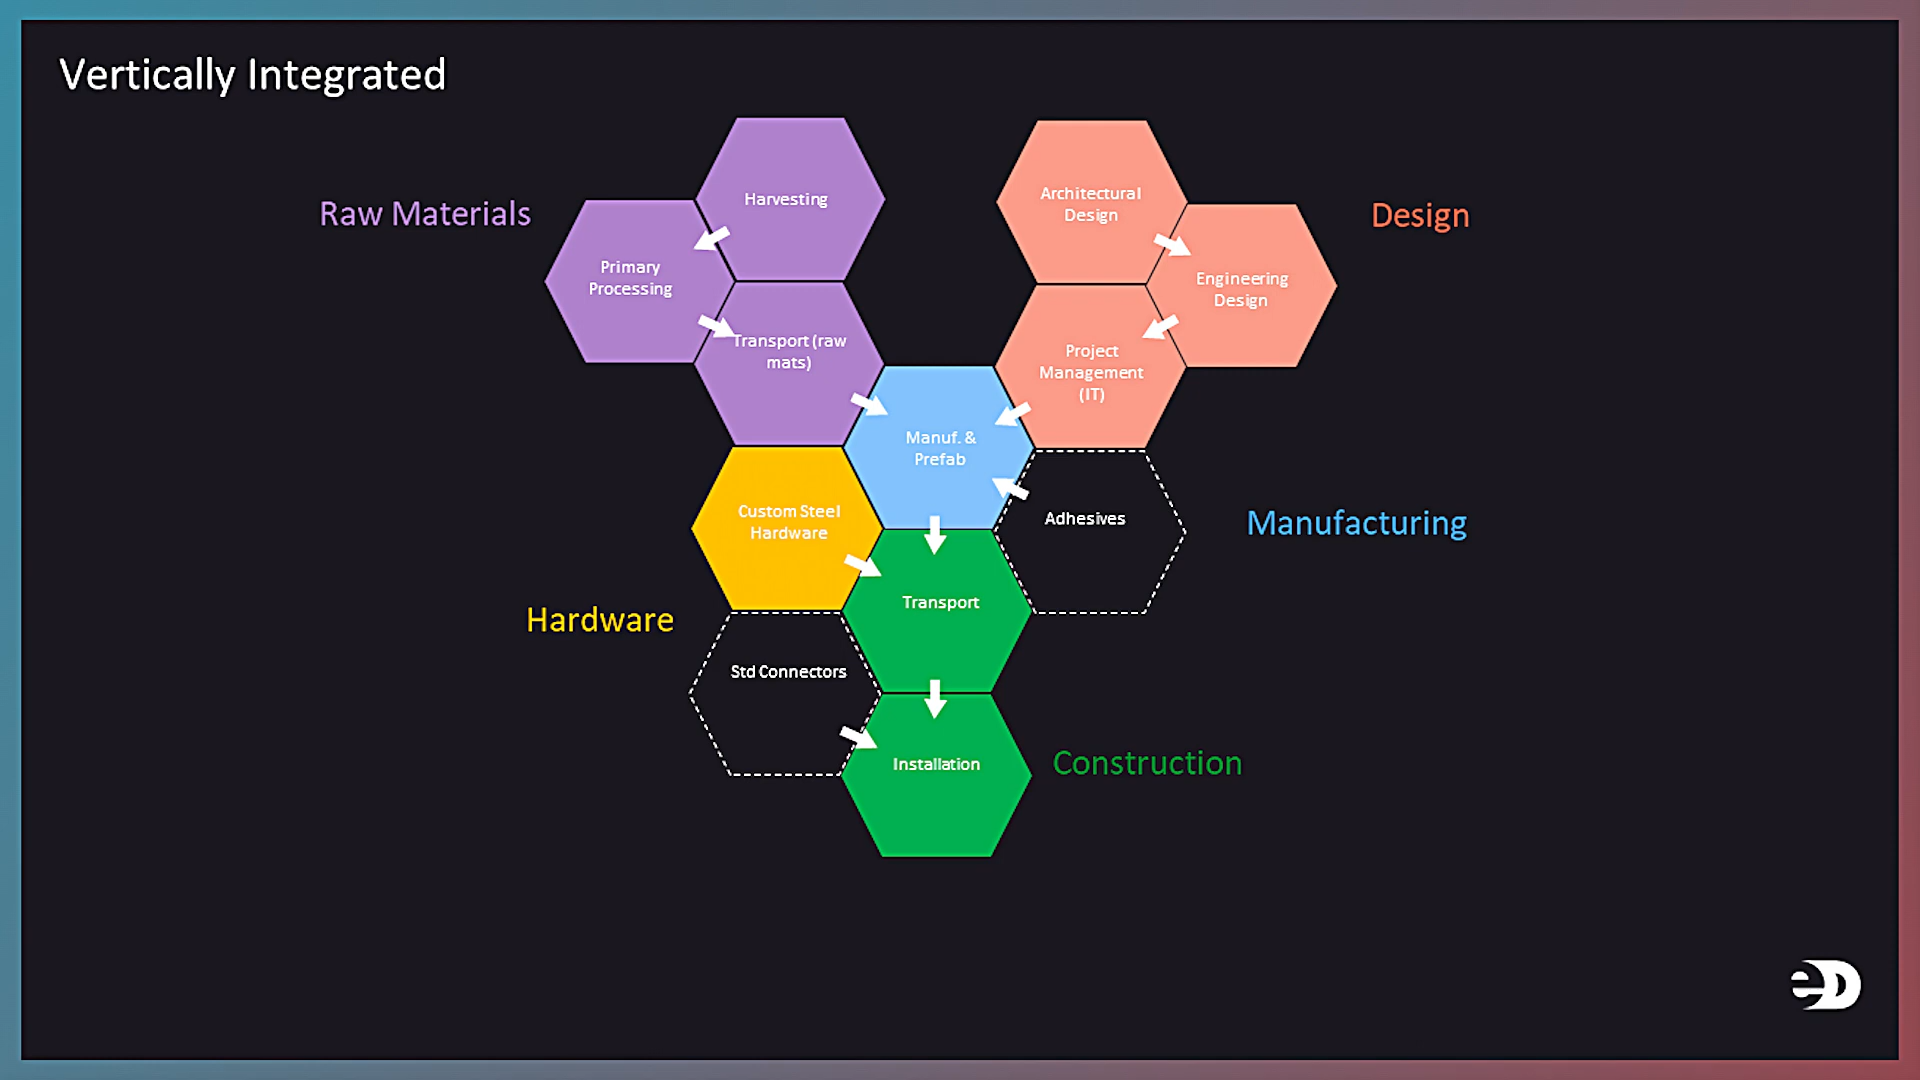 Vertically Integrated
Raw Materials
Harvesting
Primary
Processing
Transport (raw
mats)
Architectural
Design
Engineering
Design
Project
Management
(IT)
Design
Manuf. &
Prefab
Custom Steel
Hardware
Adhesives
Manufacturing
Transport
Hardware
Std Connectors
Installation
Construction
eD